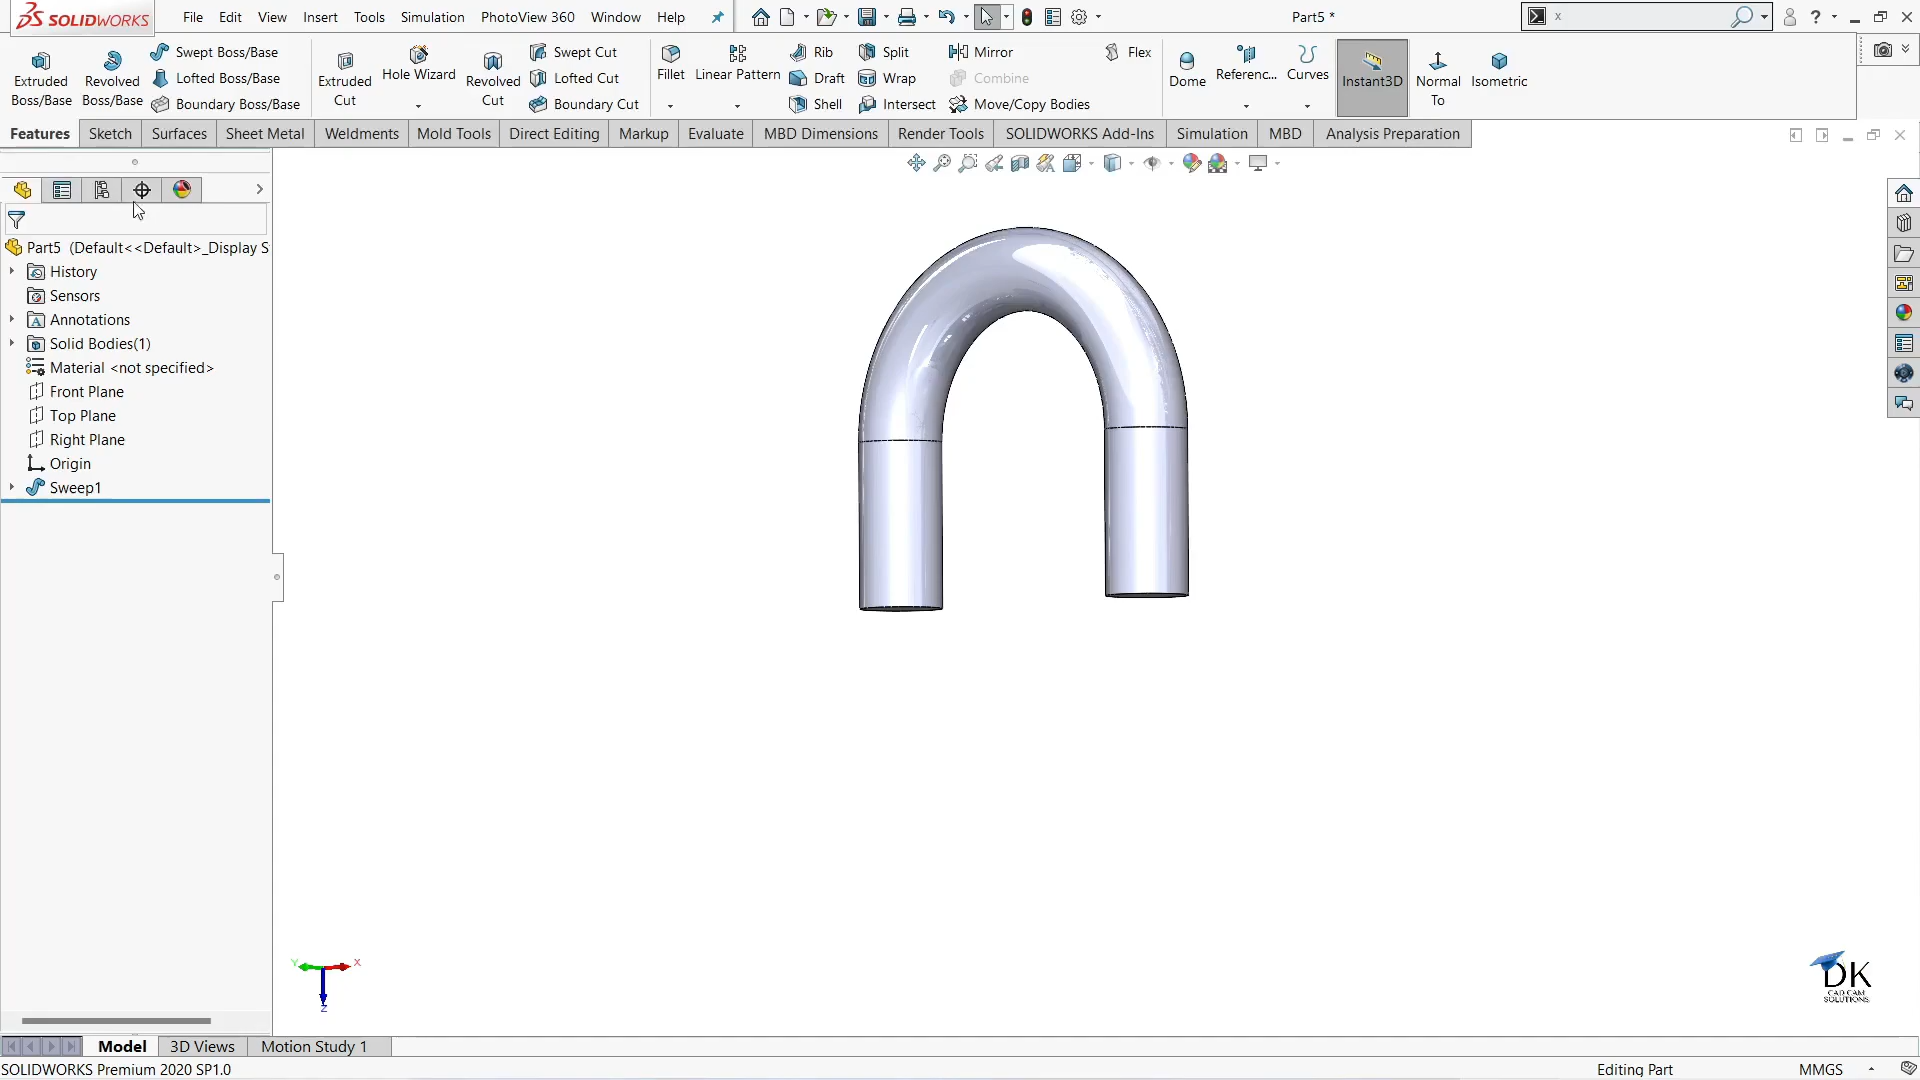 SOLIDWORKS
File Edit View Insert Tools Simulation PhotoView 360 Window Help
Part5 *
x
?
Extruded Boss/Base
Revolved Boss/Base
Swept Boss/Base
Lofted Boss/Base
Boundary Boss/Base
Extruded Cut
Hole Wizard
Revolved Cut
Swept Cut
Lofted Cut
Boundary Cut
Fillet
Linear Pattern
Rib
Draft
Shell
Split
Wrap
Intersect
Mirror
Combine
Move/Copy Bodies
Flex
Dome
Referenc...
Curves
Instant3D
Normal To
Isometric
Features Sketch Surfaces Sheet Metal Weldments Mold Tools Direct Editing Markup Evaluate MBD Dimensions Render Tools SOLIDWORKS Add-Ins Simulation MBD Analysis Preparation
Part5 (Default<<Default>_Display S
History
Sensors
Annotations
Solid Bodies(1)
Material <not specified>
Front Plane
Top Plane
Right Plane
Origin
Sweep1
Y X
Z
DK
CAD CAM
SOLUTIONS
Model 3D Views Motion Study 1
SOLIDWORKS Premium 2020 SP1.0
Editing Part
MMGS